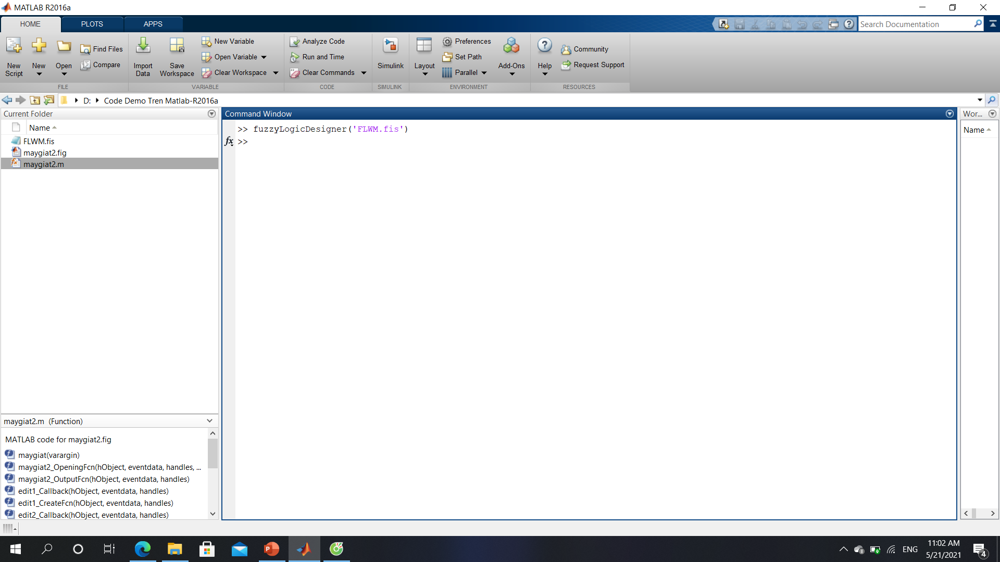 MATLAB R2016a
HOME
PLOTS
APPS
Search Documentation
New Script
New
Open
Find Files
Compare
Import Data
Save Workspace
New Variable
Open Variable
Clear Workspace
Analyze Code
Run and Time
Clear Commands
Simulink
Layout
Preferences
Set Path
Parallel
Add-Ons
Help
Community
Request Support
FILE
VARIABLE
CODE
SIMULINK
ENVIRONMENT
RESOURCES
D: Code Demo Tren Matlab-R2016a
Current Folder
Name
FLWM.fis
maygiat2.fig
maygiat2.m
maygiat2.m (Function)
MATLAB code for maygiat2.fig
maygiat(varargin)
maygiat2_OpeningFcn(hObject, eventdata, handles, ...
maygiat2_OutputFcn(hObject, eventdata, handles)
edit1_Callback(hObject, eventdata, handles)
edit1_CreateFcn(hObject, eventdata, handles)
edit2_Callback(hObject, eventdata, handles)
Command Window
>> fuzzyLogicDesigner('FLWM.fis')
fx >>
Wor...
Name
ENG
11:02 AM
5/21/2021
4